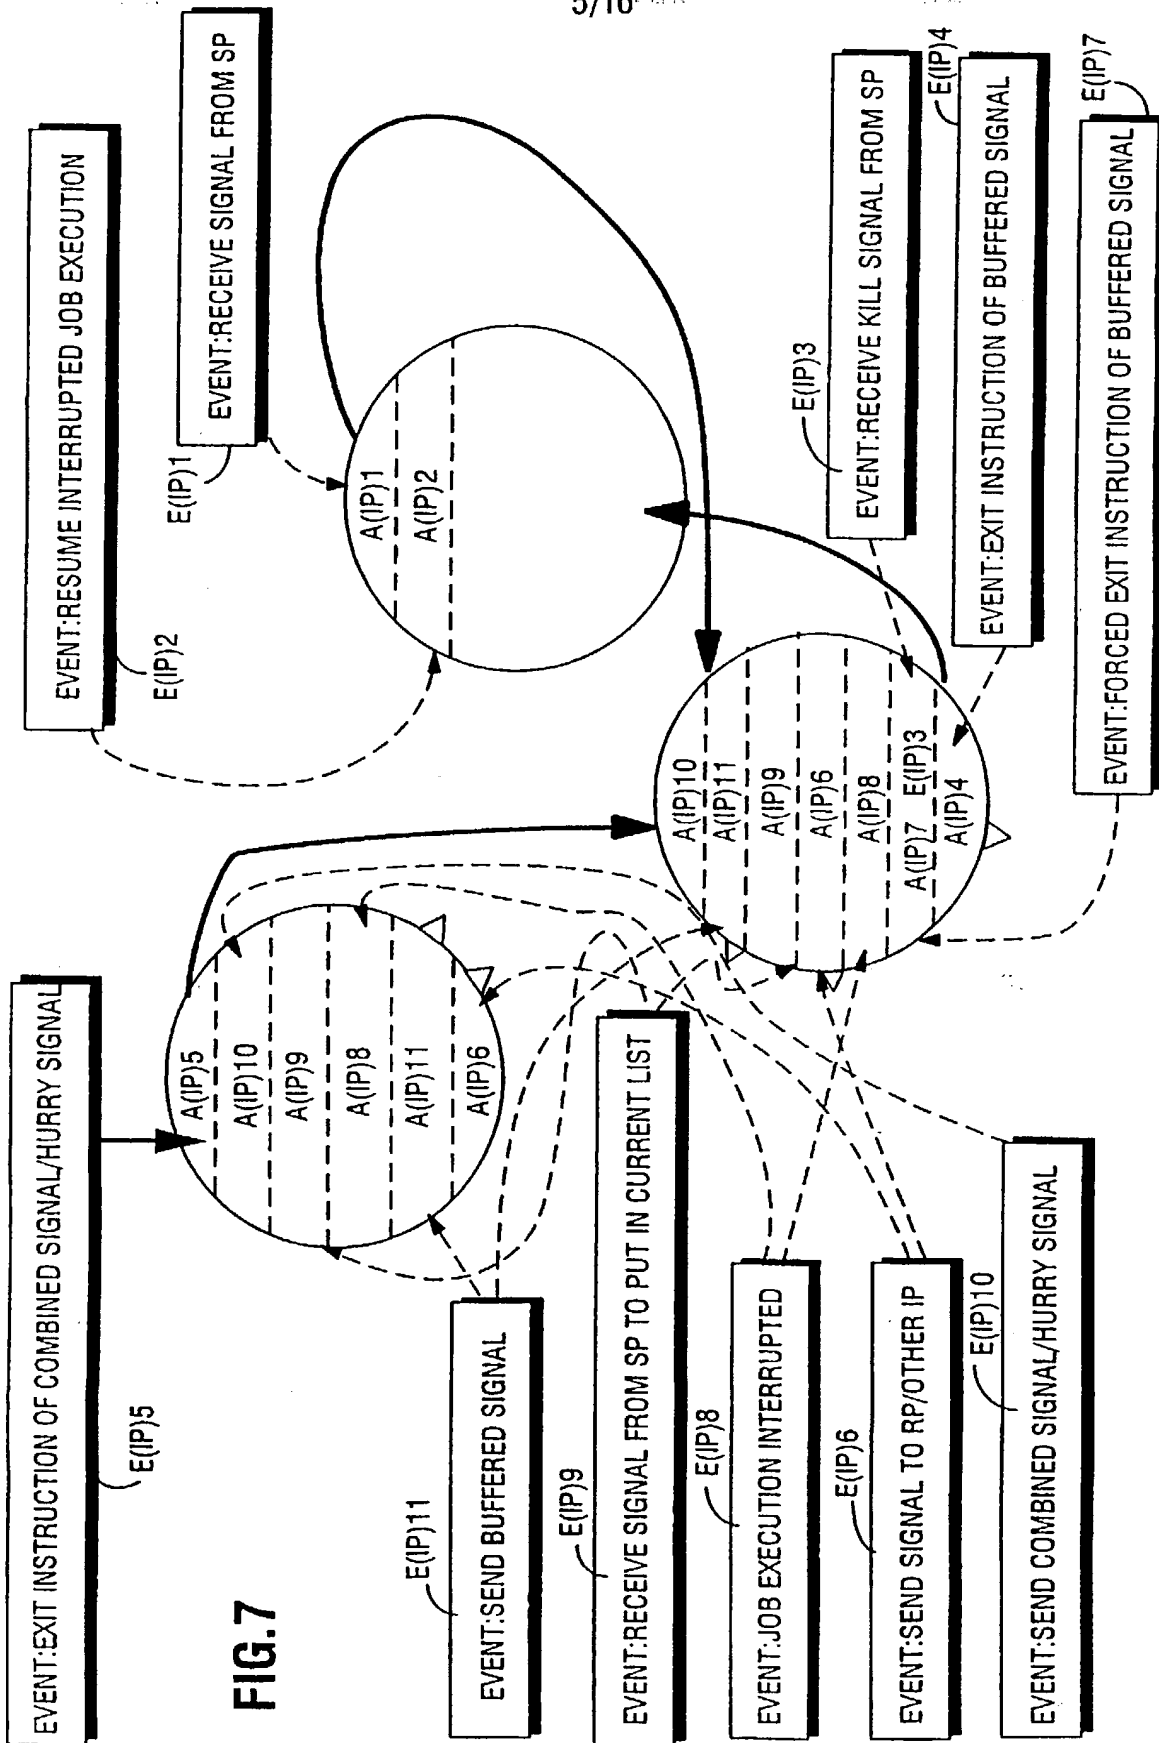 5/16
EVENT:EXIT INSTRUCTION OF COMBINED SIGNAL/HURRY SIGNAL
E(IP)5
EVENT:RESUME INTERRUPTED JOB EXECUTION
E(IP)2
EVENT:RECEIVE SIGNAL FROM SP
E(IP)1
A(IP)5
A(IP)10
A(IP)9
A(IP)8
A(IP)11
A(IP)6
A(IP)1
A(IP)2
A(IP)10
A(IP)11
A(IP)9
A(IP)6
A(IP)8
A(IP)7 E(IP)3
A(IP)4
E(IP)11
EVENT:SEND BUFFERED SIGNAL
E(IP)9
EVENT:RECEIVE SIGNAL FROM SP TO PUT IN CURRENT LIST
E(IP)8
EVENT:JOB EXECUTION INTERRUPTED
E(IP)6
EVENT:SEND SIGNAL TO RP/OTHER IP
E(IP)10
EVENT:SEND COMBINED SIGNAL/HURRY SIGNAL
E(IP)3
EVENT:RECEIVE KILL SIGNAL FROM SP
E(IP)4
EVENT:EXIT INSTRUCTION OF BUFFERED SIGNAL
E(IP)7
EVENT:FORCED EXIT INSTRUCTION OF BUFFERED SIGNAL
FIG.7